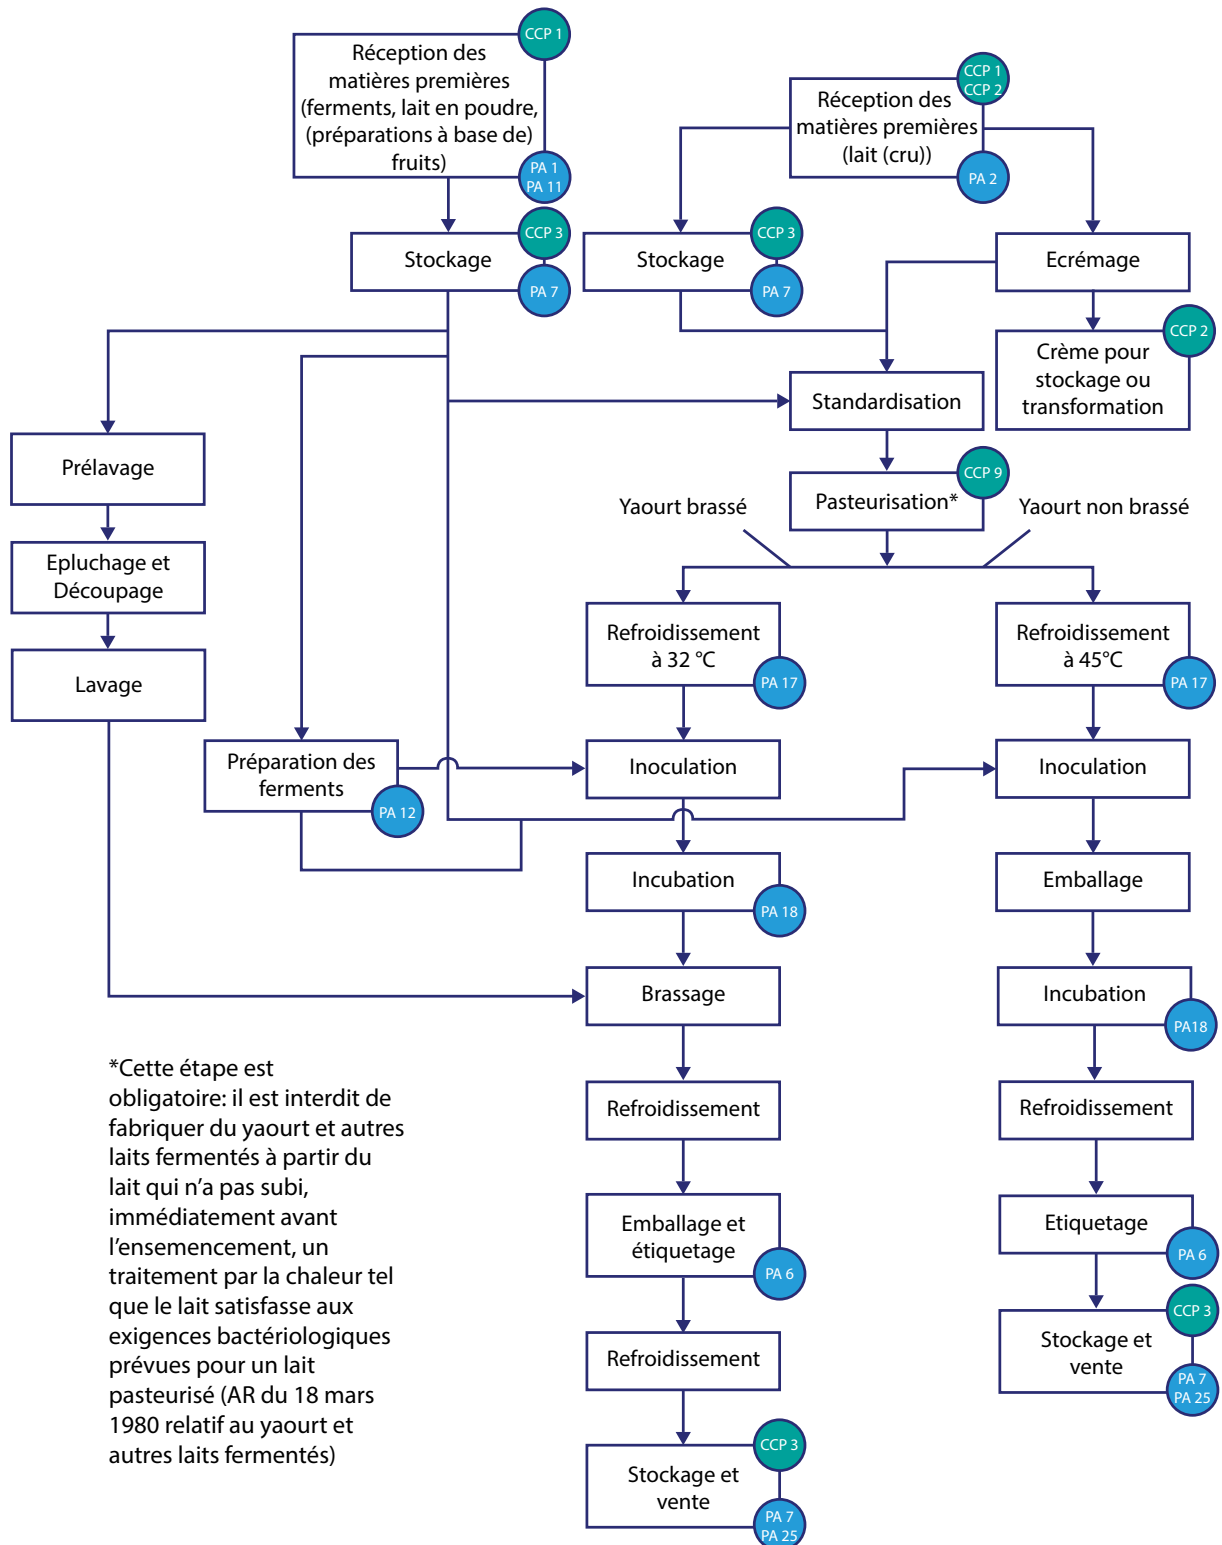 CCP 1
Réception des
matières premières
(ferments, lait en poudre,
(préparations à base de)
fruits)
PA 1
PA 11
CCP 1
CCP 2
Réception des
matières premières
(lait (cru))
PA 2
Stockage
CCP 3
PA 7
Stockage
CCP 3
PA 7
Ecrémage
CCP 2
Crème pour
stockage ou
transformation
Standardisation
Prélavage
CCP 9
Pasteurisation*
Yaourt brassé
Yaourt non brassé
Epluchage et
Découpage
Lavage
Refroidissement
à 32 °C
PA 17
Refroidissement
à 45°C
PA 17
Préparation des
ferments
PA 12
Inoculation
Inoculation
Incubation
PA 18
Emballage
Brassage
Incubation
PA18
*Cette étape est
obligatoire: il est interdit de
fabriquer du yaourt et autres
laits fermentés à partir du
lait qui n'a pas subi,
immédiatement avant
l'ensemencement, un
traitement par la chaleur tel
que le lait satisfasse aux
exigences bactériologiques
prévues pour un lait
pasteurisé (AR du 18 mars
1980 relatif au yaourt et
autres laits fermentés)
Refroidissement
Refroidissement
Emballage et
étiquetage
PA 6
Etiquetage
PA 6
Refroidissement
CCP 3
Stockage et
vente
PA 7
PA 25
CCP 3
Stockage et
vente
PA 7
PA 25